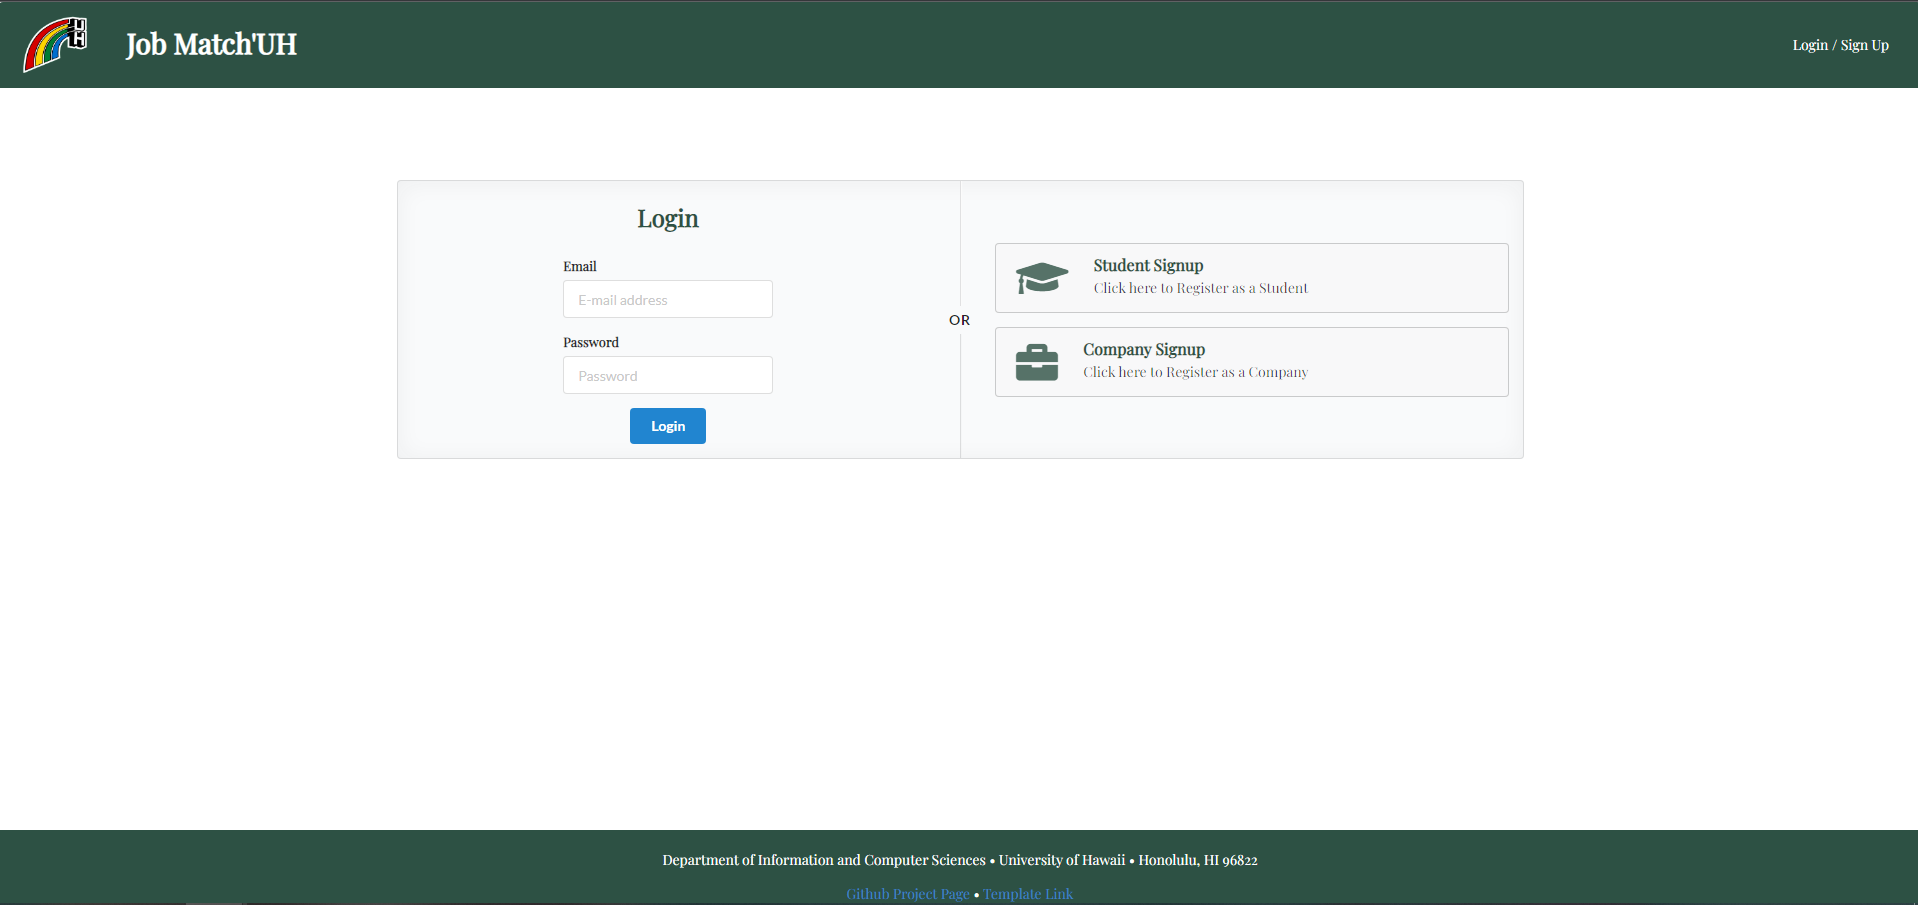 UH
Job Match'UH
Login / Sign Up
Login
Email
E-mail address
Password
Password
Login
OR
Student Signup
Click here to Register as a Student
Company Signup
Click here to Register as a Company
Department of Information and Computer Sciences • University of Hawaii • Honolulu, HI 96822
Github Project Page • Template Link